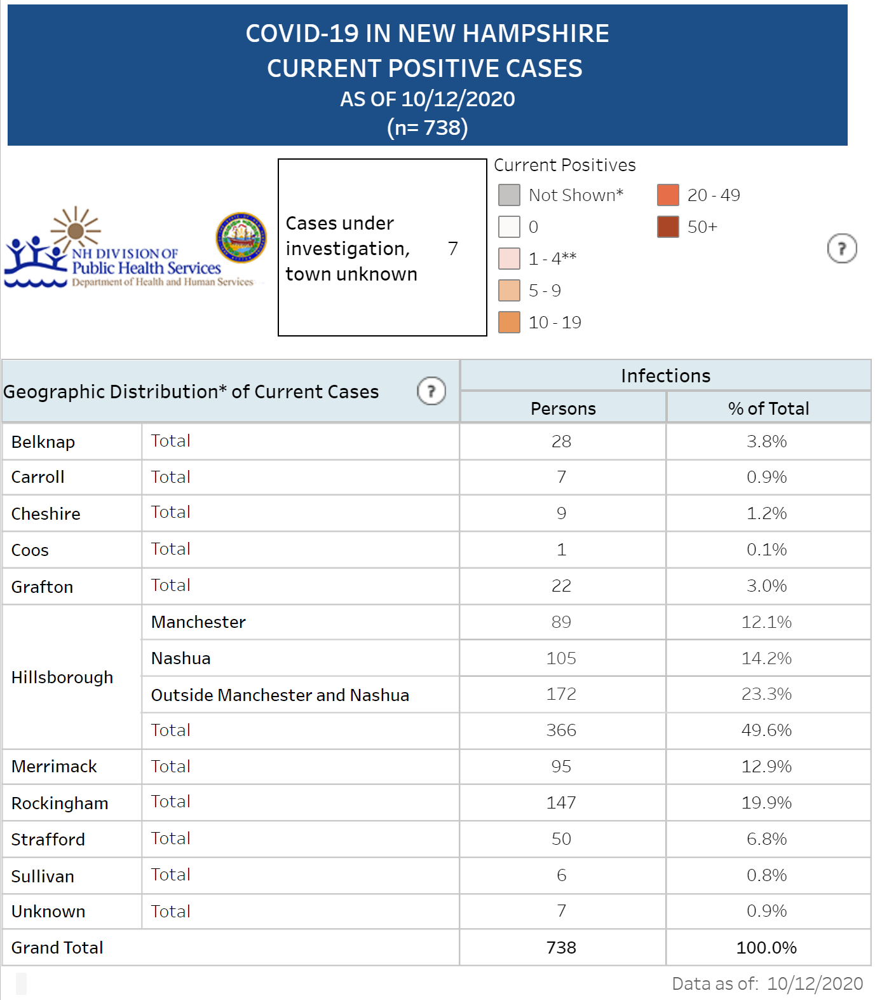 COVID-19 IN NEW HAMPSHIRE
CURRENT POSITIVE CASES
AS OF 10/12/2020
(n= 738)
NH DIVISION OF
Public Health Services
Department of Health and Human Services
Cases under
investigation, 7
town unknown
Current Positives
Not Shown* 20 - 49
0 50+
1 - 4**
5 - 9
10 - 19
?
Geographic Distribution* of Current Cases ? Infections
Persons % of Total
Belknap Total 28 3.8%
Carroll Total 7 0.9%
Cheshire Total 9 1.2%
Coos Total 1 0.1%
Grafton Total 22 3.0%
Hillsborough Manchester 89 12.1%
Nashua 105 14.2%
Outside Manchester and Nashua 172 23.3%
Total 366 49.6%
Merrimack Total 95 12.9%
Rockingham Total 147 19.9%
Strafford Total 50 6.8%
Sullivan Total 6 0.8%
Unknown Total 7 0.9%
Grand Total 738 100.0%
Data as of: 10/12/2020